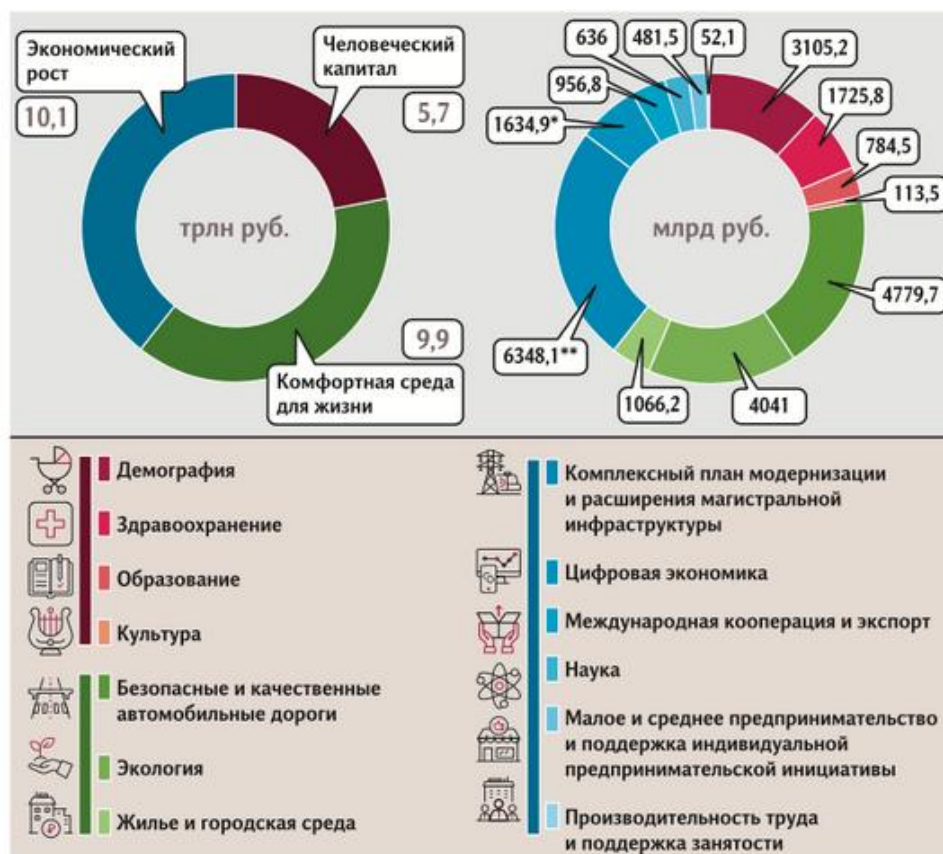 Экономический
рост
10,1
Человеческий
капитал
5,7
трлн руб.
9,9
Комфортная среда
для жизни
636
481,5
52,1
3105,2
956,8
1725,8
1634,9*
784,5
113,5
млрд руб.
4779,7
6348,1**
1066,2
4041
Демография
Здравоохранение
Образование
Культура
Безопасные и качественные
автомобильные дороги
Экология
Жилье и городская среда
Комплексный план модернизации
и расширения магистральной
инфраструктуры
Цифровая экономика
Международная кооперация и экспорт
Наука
Малое и среднее предпринимательство
и поддержка индивидуальной
предпринимательской инициативы
Производительность труда
и поддержка занятости